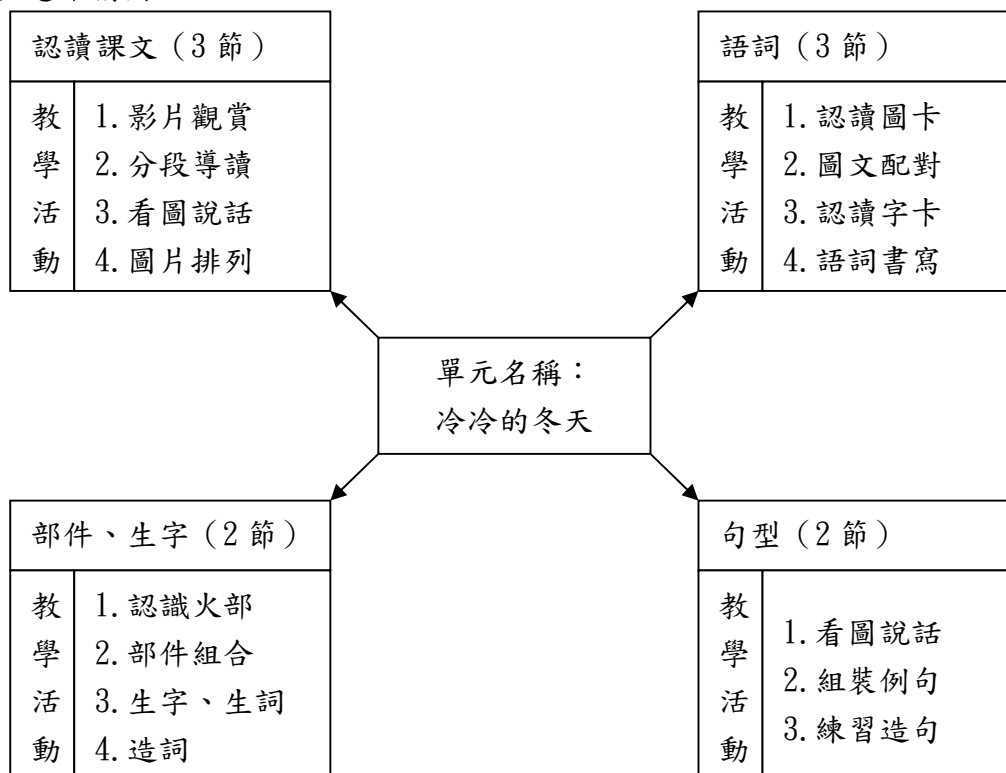 認讀課文（3 節）
教學活動
1.影片觀賞
2.分段導讀
3.看圖說話
4.圖片排列
語詞（3 節）
教學活動
1.認讀圖卡
2.圖文配對
3.認讀字卡
4.語詞書寫
單元名稱：
冷冷的冬天
部件、生字（2 節）
教學活動
1.認識火部
2.部件組合
3.生字、生詞
4.造詞
句型（2 節）
教學活動
1.看圖說話
2.組裝例句
3.練習造句